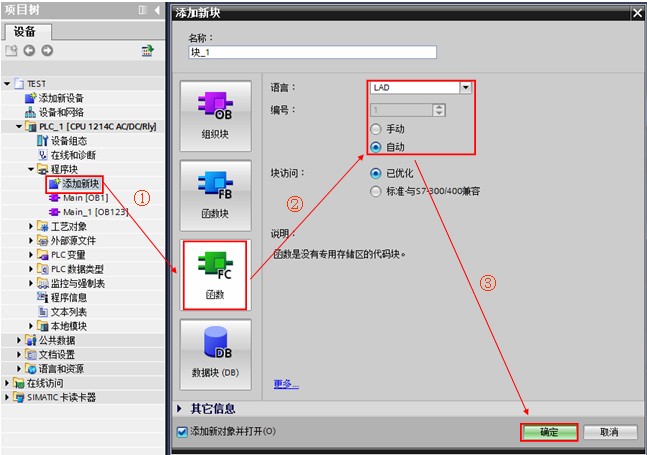 项目树
设备
TEST
添加新设备
设备和网络
PLC_1 [CPU 1214C AC/DC/Rly]
设备组态
在线和诊断
程序块
添加新块
Main [OB1]
Main_1 [OB123]
工艺对象
外部源文件
PLC 变量
PLC 数据类型
监控与强制表
程序信息
文本列表
本地模块
公共数据
文档设置
语言和资源
在线访问
SIMATIC 卡读卡器
①
添加新块
名称：
块_1
OB
组织块
FB
函数块
FC
函数
DB
数据块 (DB)
语言：
LAD
编号：
1
手动
自动
②
块访问：
已优化
标准-与S7-300/400兼容
说明：
函数是没有专用存储区的代码块。
③
更多...
其它信息
添加新对象并打开(O)
确定
取消